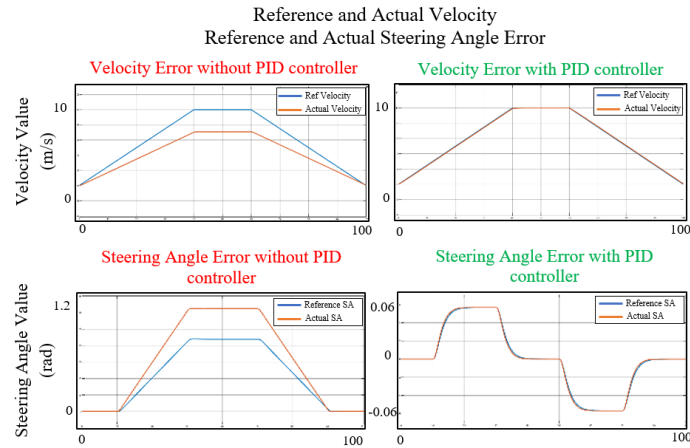 Reference and Actual Velocity
Reference and Actual Steering Angle Error
Velocity Error without PID controller
Velocity Error with PID controller
Velocity Value
(m/s)
10
0
0
100
Ref Velocity
Actual Velocity
10
0
0
100
Ref Velocity
Actual Velocity
Steering Angle Error without PID
controller
Steering Angle Error with PID
controller
Steering Angle Value
(rad)
1.2
0
0
100
Reference SA
Actual SA
0.06
0
-0.06
0
100
Reference SA
Actual SA